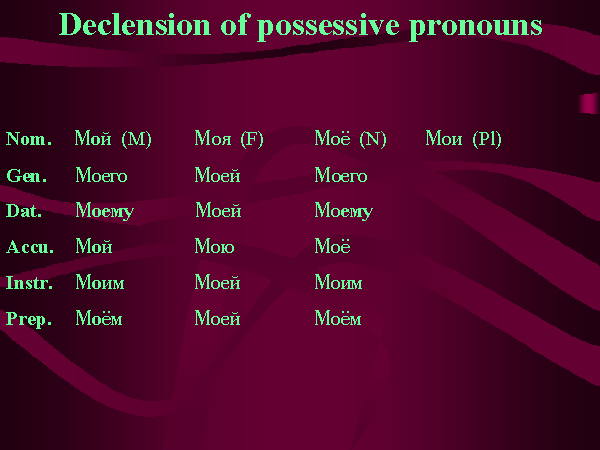 Declension of possessive pronouns
Nom. Мой (M) Моя (F) Моё (N) Мои (Pl)
Gen. Моего Моей Моего
Dat. Моему Моей Моему
Accu. Мой Мою Моё
Instr. Моим Моей Моим
Prep. Моём Моей Моём